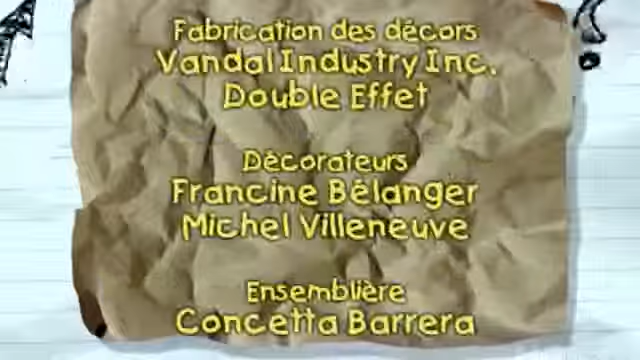 Fabrication des décors
Vandal Industry Inc.
Double Effet
Décorateurs
Francine Bélanger
Michel Villeneuve
Ensemblière
Concetta Barrera